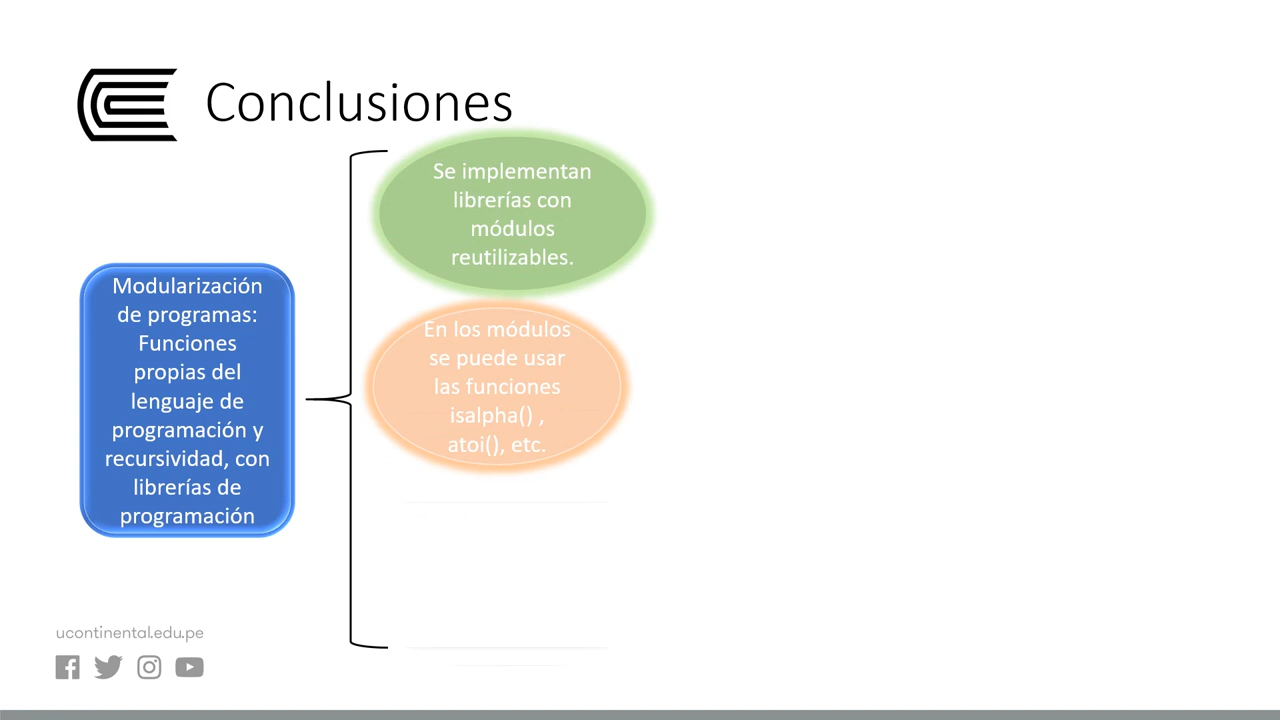 Conclusiones
Se implementan
librerías con
módulos
reutilizables.
Modularización
de programas:
Funciones
propias del
lenguaje de
programación y
recursividad, con
librerías de
programación
En los módulos
se puede usar
las funciones
isalpha() ,
atoi(), etc.
ucontinental.edu.pe